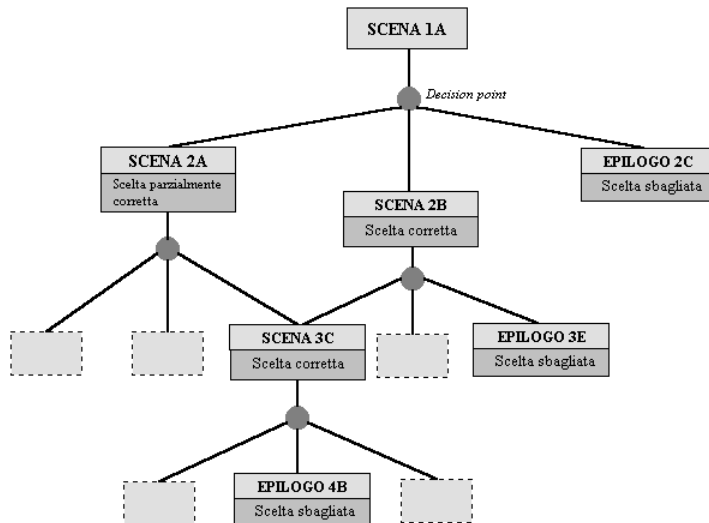 SCENA 1A
Decision point
SCENA 2A
Scelta parzialmente
corretta
EPILOGO 2C
Scelta sbagliata
SCENA 2B
Scelta corretta
SCENA 3C
Scelta corretta
EPILOGO 3E
Scelta sbagliata
EPILOGO 4B
Scelta sbagliata